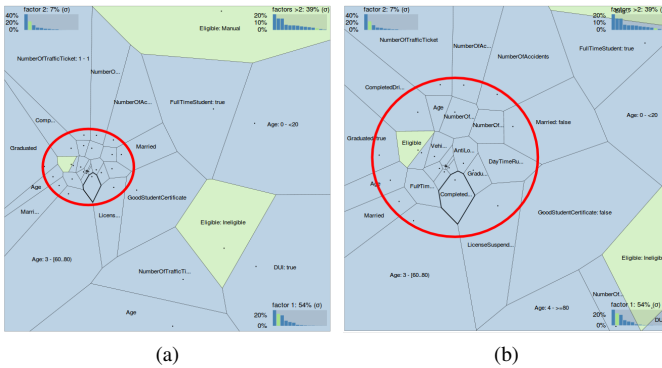 factor 2: 7% (σ)
40%
20%
0%
factors >2: 39% (σ)
20%
10%
0%
Eligible: Manual
NumberOfTrafficTicket: 1 - 1
NumberO...
NumberOfAc...
FullTimeStudent: true
Age: 0 - <20
Comp...
Graduated
Married
Age
Marri...
GoodStudentCertificate
Licens...
Eligible: Ineligible
Age: 3 - [60..80)
NumberOfTrafficTi...
DUI: true
Age
factor 1: 54% (σ)
20%
0%
(a)
factor 2: 7% (σ)
40%
20%
0%
factors >2: 39% (σ)
20%
10%
0%
NumberOfTrafficTicket
NumberOfAc...
NumberOfAccidents
FullTimeStudent: true
CompletedDri...
Age
NumberOf...
NumberOf...
Married: false
Age: 0 - <20
Graduated: true
Eligible
Vehi...
AntiLo...
DayTimeRu...
Age
FullTim...
Gradu...
Completed...
Married
GoodStudentCertificate: false
LicenseSuspend...
Eligible: Ineligib
Age: 3 - [60..80)
NumberOf...
Age: 4 - >=80
factor 1: 54% (σ)
20%
0%
DU
(b)